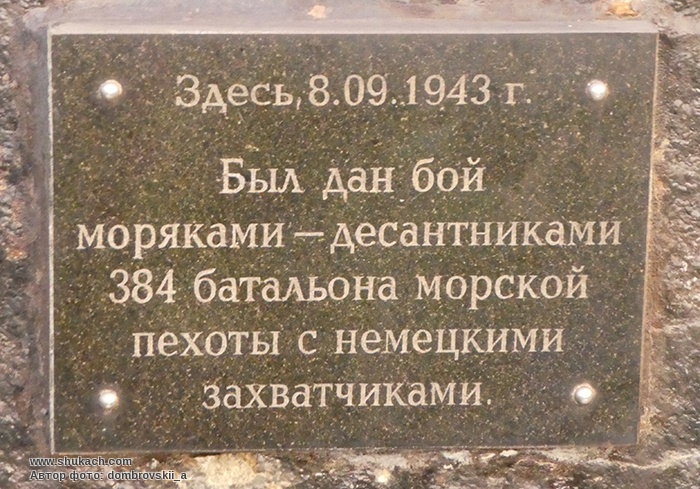 Здесь, 8.09.1943 г.
Был дан бой
моряками – десантниками
384 батальона морской
пехоты с немецкими
захватчиками.
www.shukach.com
Автор фото: dombrovskii_a